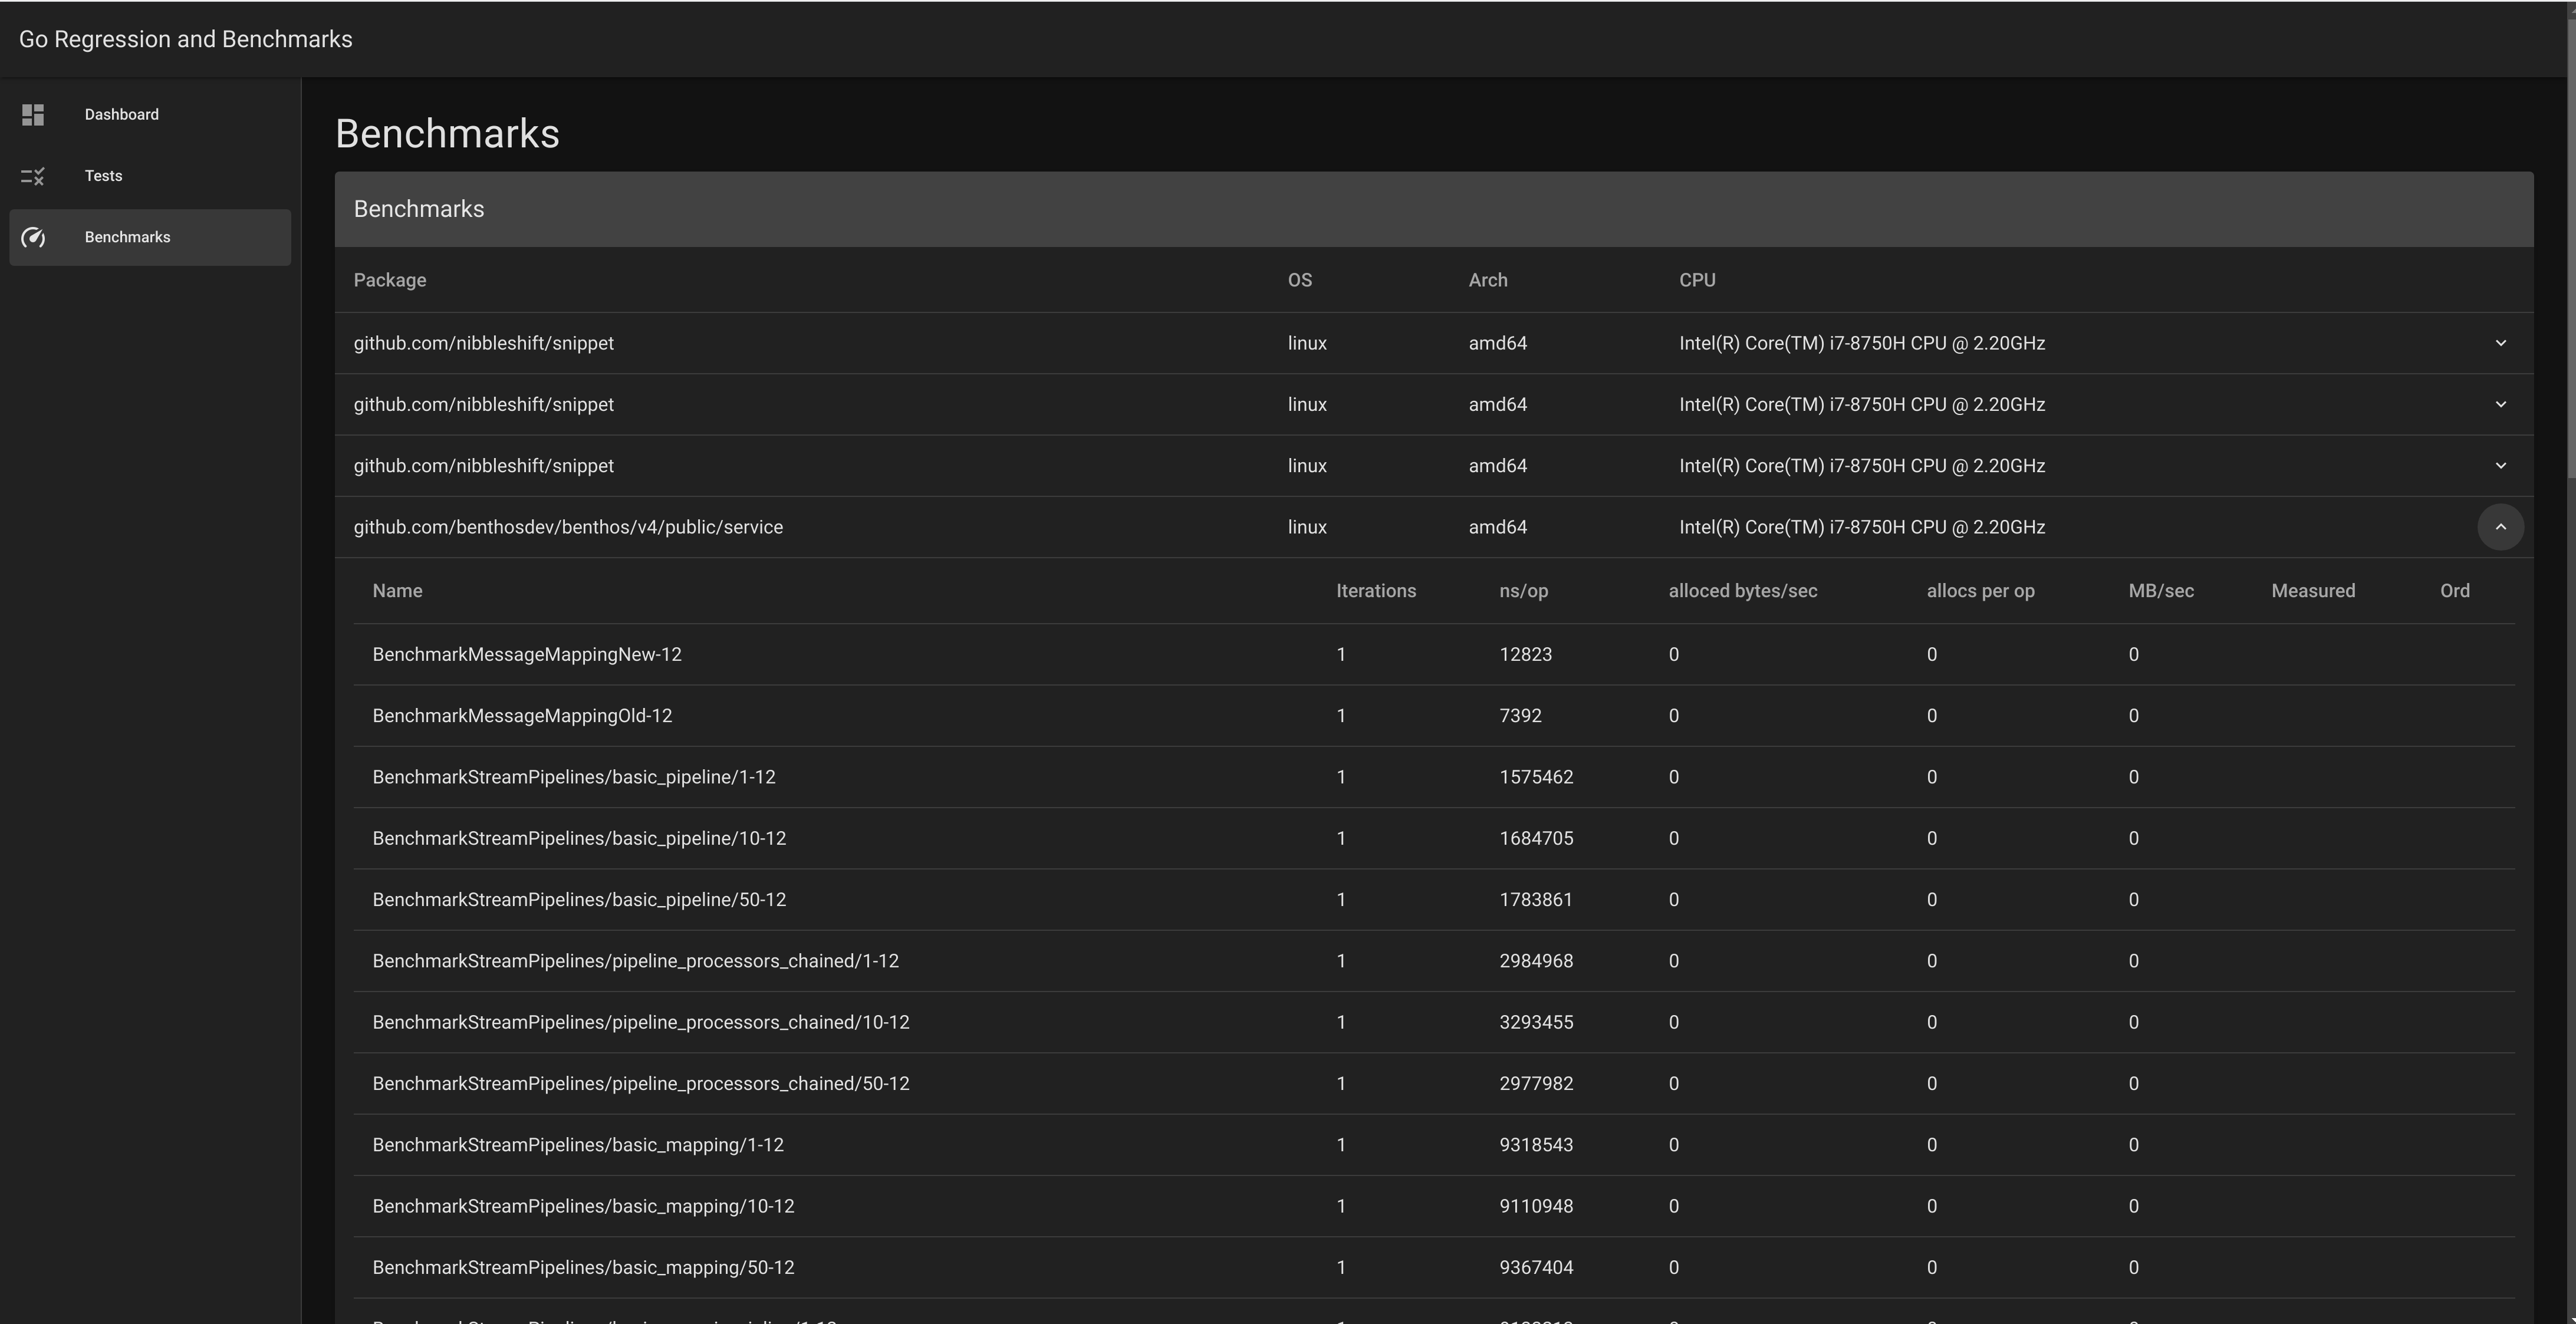 Go Regression and Benchmarks
Dashboard
Tests
Benchmarks
Benchmarks
Benchmarks
Package OS Arch CPU
github.com/nibbleshift/snippet linux amd64 Intel(R) Core(TM) i7-8750H CPU @ 2.20GHz
github.com/nibbleshift/snippet linux amd64 Intel(R) Core(TM) i7-8750H CPU @ 2.20GHz
github.com/nibbleshift/snippet linux amd64 Intel(R) Core(TM) i7-8750H CPU @ 2.20GHz
github.com/benthosdev/benthos/v4/public/service linux amd64 Intel(R) Core(TM) i7-8750H CPU @ 2.20GHz
Name Iterations ns/op alloced bytes/sec allocs per op MB/sec Measured Ord
BenchmarkMessageMappingNew-12 1 12823 0 0 0
BenchmarkMessageMappingOld-12 1 7392 0 0 0
BenchmarkStreamPipelines/basic_pipeline/1-12 1 1575462 0 0 0
BenchmarkStreamPipelines/basic_pipeline/10-12 1 1684705 0 0 0
BenchmarkStreamPipelines/basic_pipeline/50-12 1 1783861 0 0 0
BenchmarkStreamPipelines/pipeline_processors_chained/1-12 1 2984968 0 0 0
BenchmarkStreamPipelines/pipeline_processors_chained/10-12 1 3293455 0 0 0
BenchmarkStreamPipelines/pipeline_processors_chained/50-12 1 2977982 0 0 0
BenchmarkStreamPipelines/basic_mapping/1-12 1 9318543 0 0 0
BenchmarkStreamPipelines/basic_mapping/10-12 1 9110948 0 0 0
BenchmarkStreamPipelines/basic_mapping/50-12 1 9367404 0 0 0